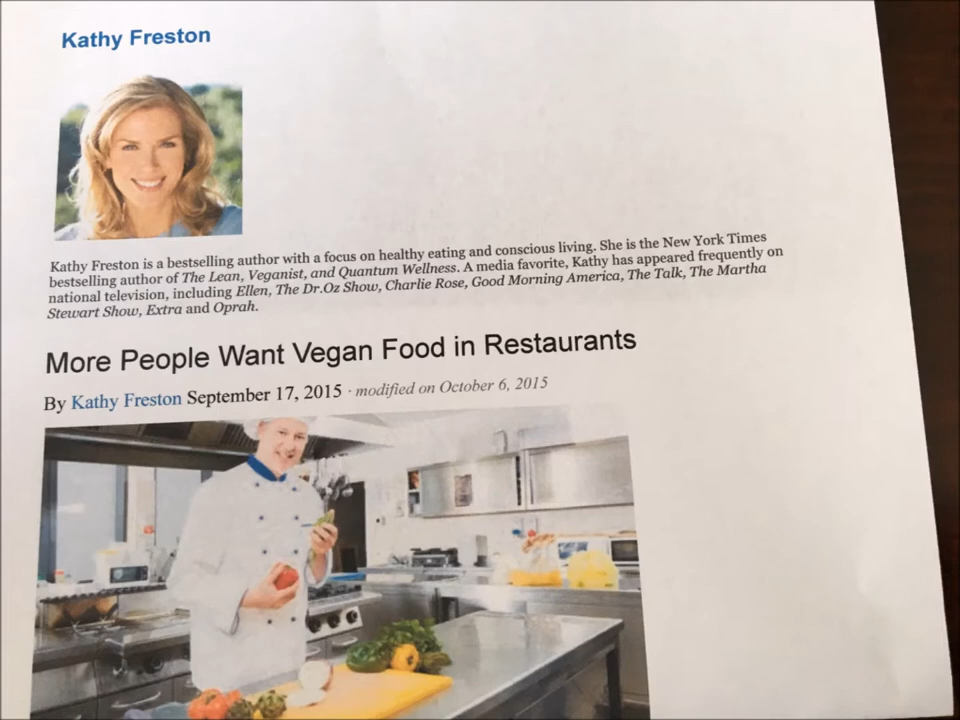 Kathy Freston
Kathy Freston is a bestselling author with a focus on healthy eating and conscious living. She is the New York Times
bestselling author of The Lean, Veganist, and Quantum Wellness. A media favorite, Kathy has appeared frequently on
national television, including Ellen, The Dr.Oz Show, Charlie Rose, Good Morning America, The Talk, The Martha
Stewart Show, Extra and Oprah.
More People Want Vegan Food in Restaurants
By Kathy Freston September 17, 2015 · modified on October 6, 2015